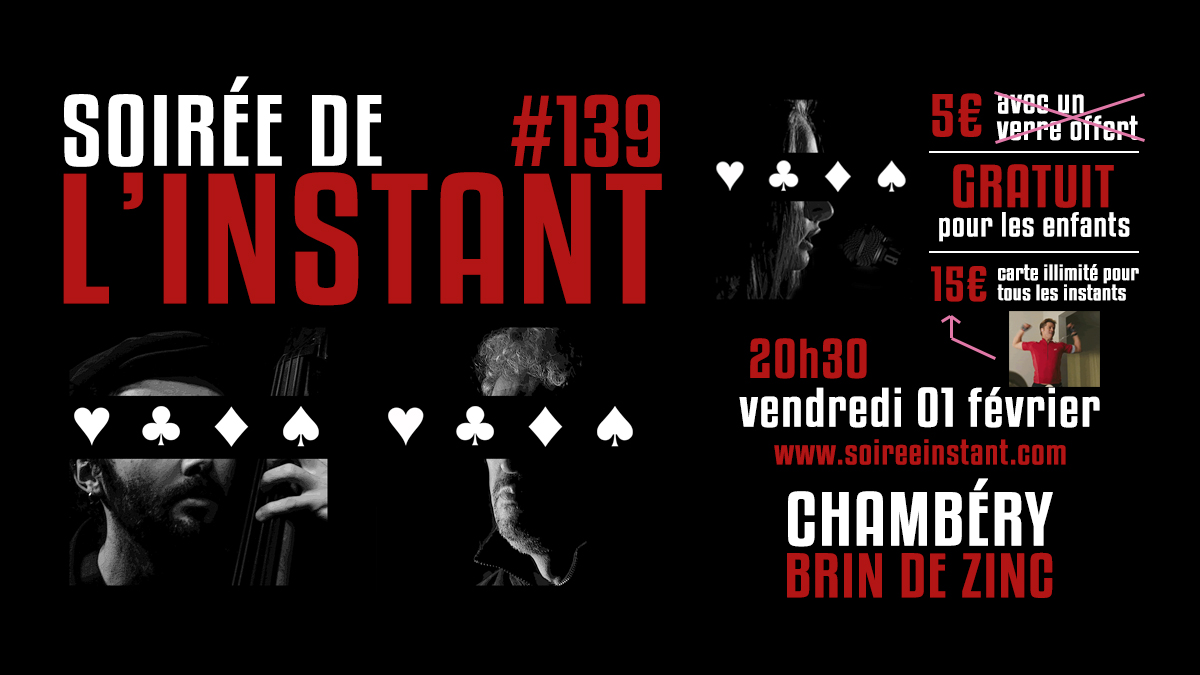 SOIRÉE DE #139
L'INSTANT
5€ avec un
verre offert
GRATUIT
pour les enfants
15€ carte illimité pour
tous les instants
20h30
vendredi 01 février
www.soireeinstant.com
CHAMBÉRY
BRIN DE ZINC